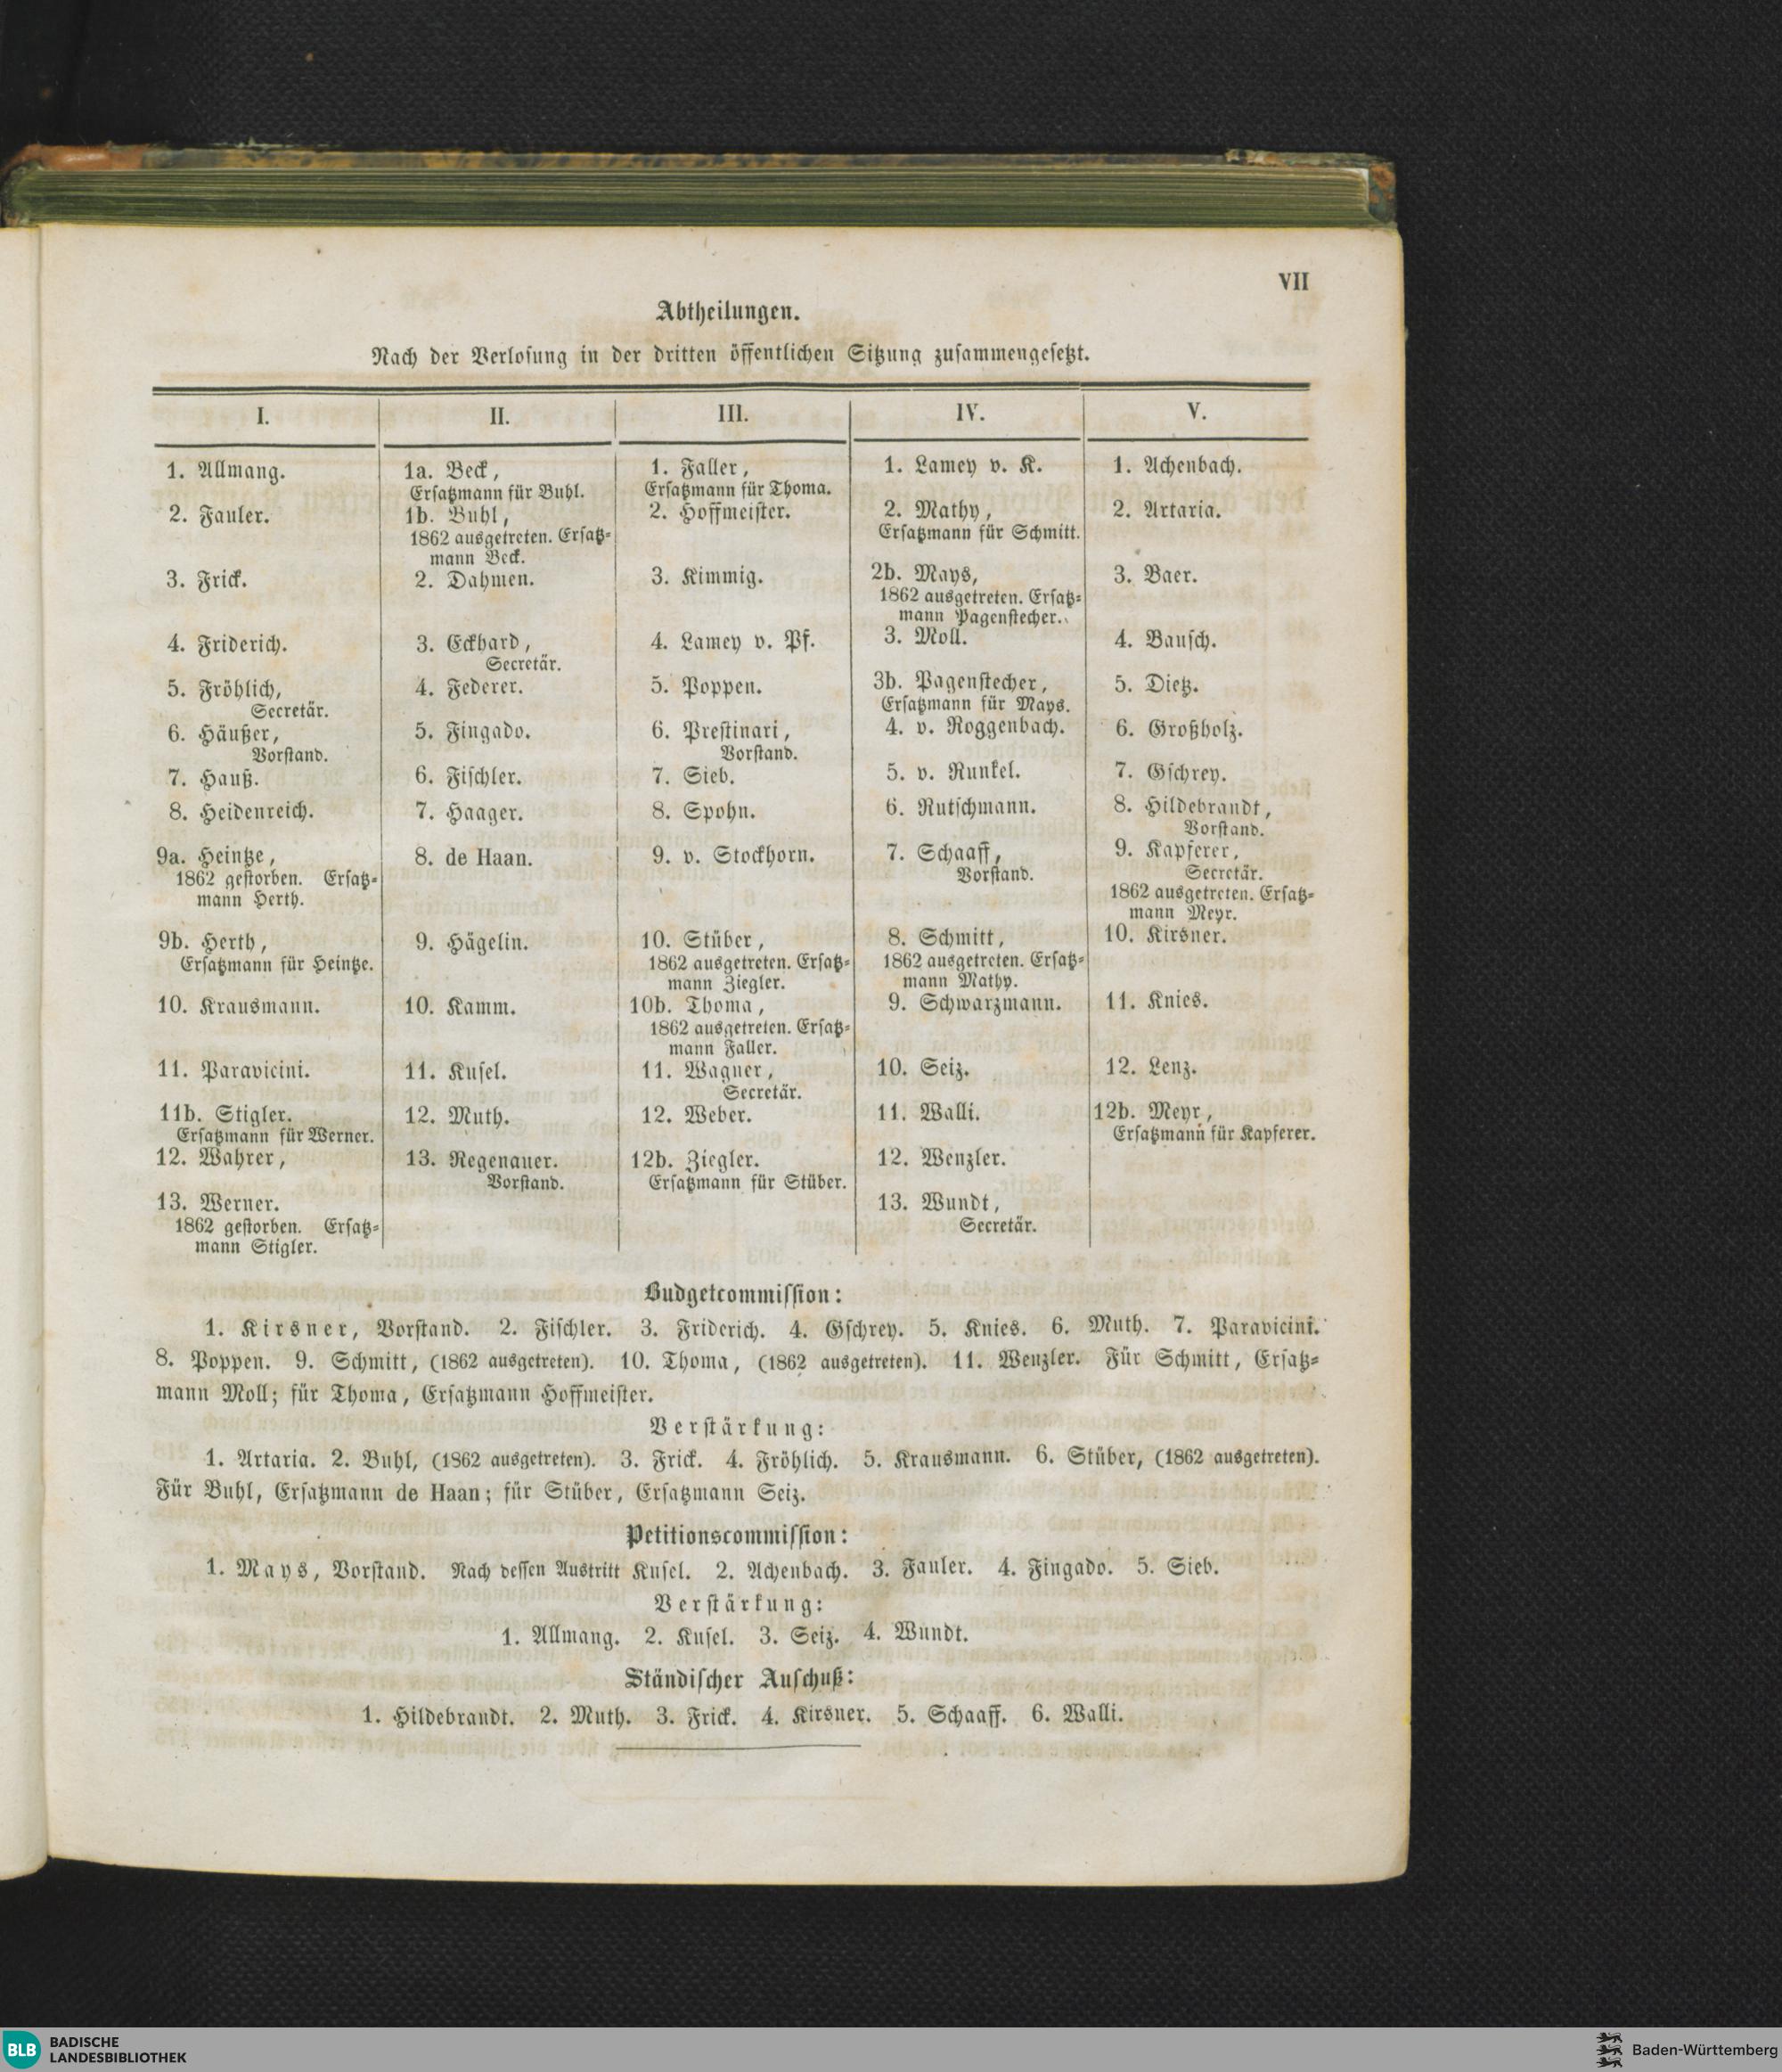 VII
Abtheilungen.
Nach der Verlosung in der dritten öffentlichen Sitzung zusammengesetzt.
I.
1. Allmang.
2. Fauler.
3. Frick.
4. Friderich.
5. Fröhlich,
Secretär.
6. Häußer,
Vorstand.
7. Hauß.
8. Heidenreich.
9a. Heintze,
1862 gestorben. Ersatz-
mann Herth.
9b. Herth,
Ersatzmann für Heintze.
10. Krausmann.
11. Paravicini.
11b. Stigler.
Ersatzmann für Werner.
12. Wahrer,
13. Werner.
1862 gestorben. Ersatz-
mann Stigler.
II.
1a. Beck,
Ersatzmann für Buhl.
1b. Buhl,
1862 ausgetreten. Ersatz-
mann Beck.
2. Dahmen.
3. Eckhard,
Secretär.
4. Federer.
5. Fingado.
6. Fischler.
7. Haager.
8. de Haan.
9. Hägelin.
10. Kamm.
11. Kusel.
12. Muth.
13. Regenauer.
Vorstand.
III.
1. Faller,
Ersatzmann für Thoma.
2. Hoffmeister.
3. Kimmig.
4. Lamey v. Pf.
5. Poppen.
6. Prestinari,
Vorstand.
7. Sieb.
8. Spohn.
9. v. Stockhorn.
10. Stüber,
1862 ausgetreten. Ersatz-
mann Ziegler.
10b. Thoma,
1862 ausgetreten. Ersatz-
mann Faller.
11. Wagner,
Secretär.
12. Weber.
12b. Ziegler.
Ersatzmann für Stüber.
IV.
1. Lamey v. K.
2. Mathy,
Ersatzmann für Schmitt.
2b. Mays,
1862 ausgetreten. Ersatz-
mann Pagenstecher.
3. Moll.
3b. Pagenstecher,
Ersatzmann für Mays.
4. v. Roggenbach.
5. v. Runkel.
6. Rutschmann.
7. Schaaff,
Vorstand.
8. Schmitt,
1862 ausgetreten. Ersatz-
mann Mathy.
9. Schwarzmann.
10. Seiz.
11. Walli.
12. Wenzler.
13. Wundt,
Secretär.
V.
1. Achenbach.
2. Artaria.
3. Baer.
4. Bausch.
5. Dietz.
6. Großholz.
7. Gschrey.
8. Hildebrandt,
Vorstand.
9. Kapferer,
Secretär.
1862 ausgetreten. Ersatz-
mann Meyr.
10. Kirsner.
11. Knies.
12. Lenz.
12b. Meyr,
Ersatzmann für Kapferer.
Budgetcommission:
1. Kirsner, Vorstand. 2. Fischler. 3. Friderich. 4. Gschrey. 5. Knies. 6. Muth. 7. Paravicini.
8. Poppen. 9. Schmitt, (1862 ausgetreten). 10. Thoma, (1862 ausgetreten). 11. Wenzler. Für Schmitt, Ersatz-
mann Moll; für Thoma, Ersatzmann Hoffmeister.
Verstärkung:
1. Artaria. 2. Buhl, (1862 ausgetreten). 3. Frick. 4. Fröhlich. 5. Krausmann. 6. Stüber, (1862 ausgetreten).
Für Buhl, Ersatzmann de Haan; für Stüber, Ersatzmann Seiz.
Petitionscommission:
1. Mays, Vorstand. Nach dessen Austritt Kusel. 2. Achenbach. 3. Fauler. 4. Fingado. 5. Sieb.
Verstärkung:
1. Allmang. 2. Kusel. 3. Seiz. 4. Wundt.
Ständischer Auschuß:
1. Hildebrandt. 2. Muth. 3. Frick. 4. Kirsner. 5. Schaaff. 6. Walli.
BLB
BADISCHE
LANDESBIBLIOTHEK
Baden-Württemberg